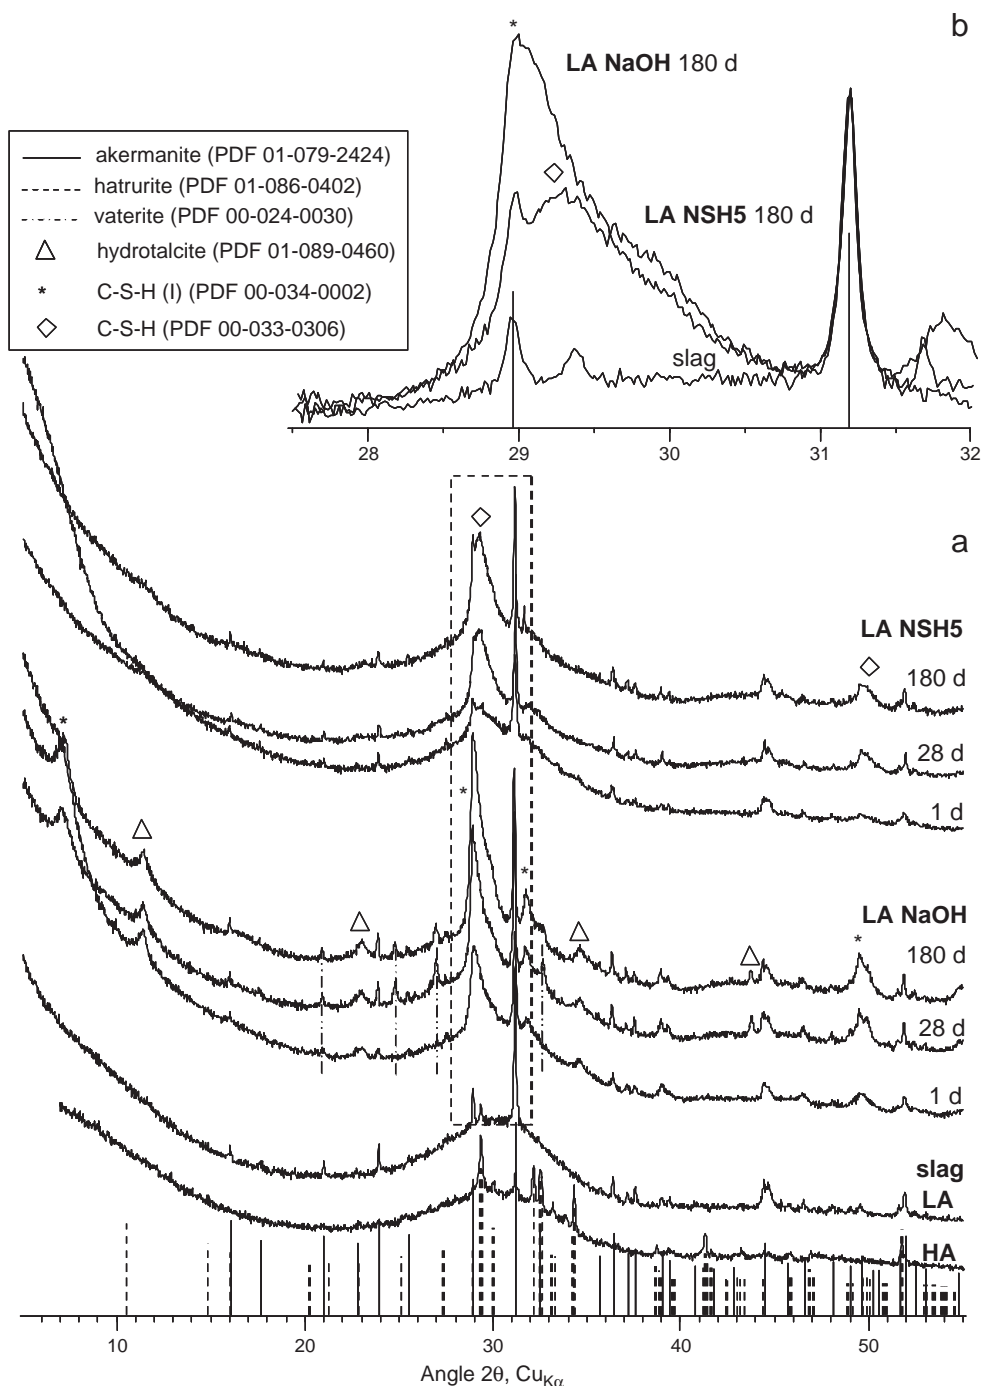 b
*
LA NaOH 180 d
akermanite (PDF 01-079-2424)
hatrurite (PDF 01-086-0402)
vaterite (PDF 00-024-0030)
hydrotalcite (PDF 01-089-0460)
* C-S-H (I) (PDF 00-034-0002)
C-S-H (PDF 00-033-0306)
LA NSH5 180 d
slag
28 29 30 31 32
a
LA NSH5
180 d
28 d
1 d
*
*
*
LA NaOH
*
180 d
28 d
1 d
slag
LA
HA
10 20 30 40 50
Angle 2θ, CuKα